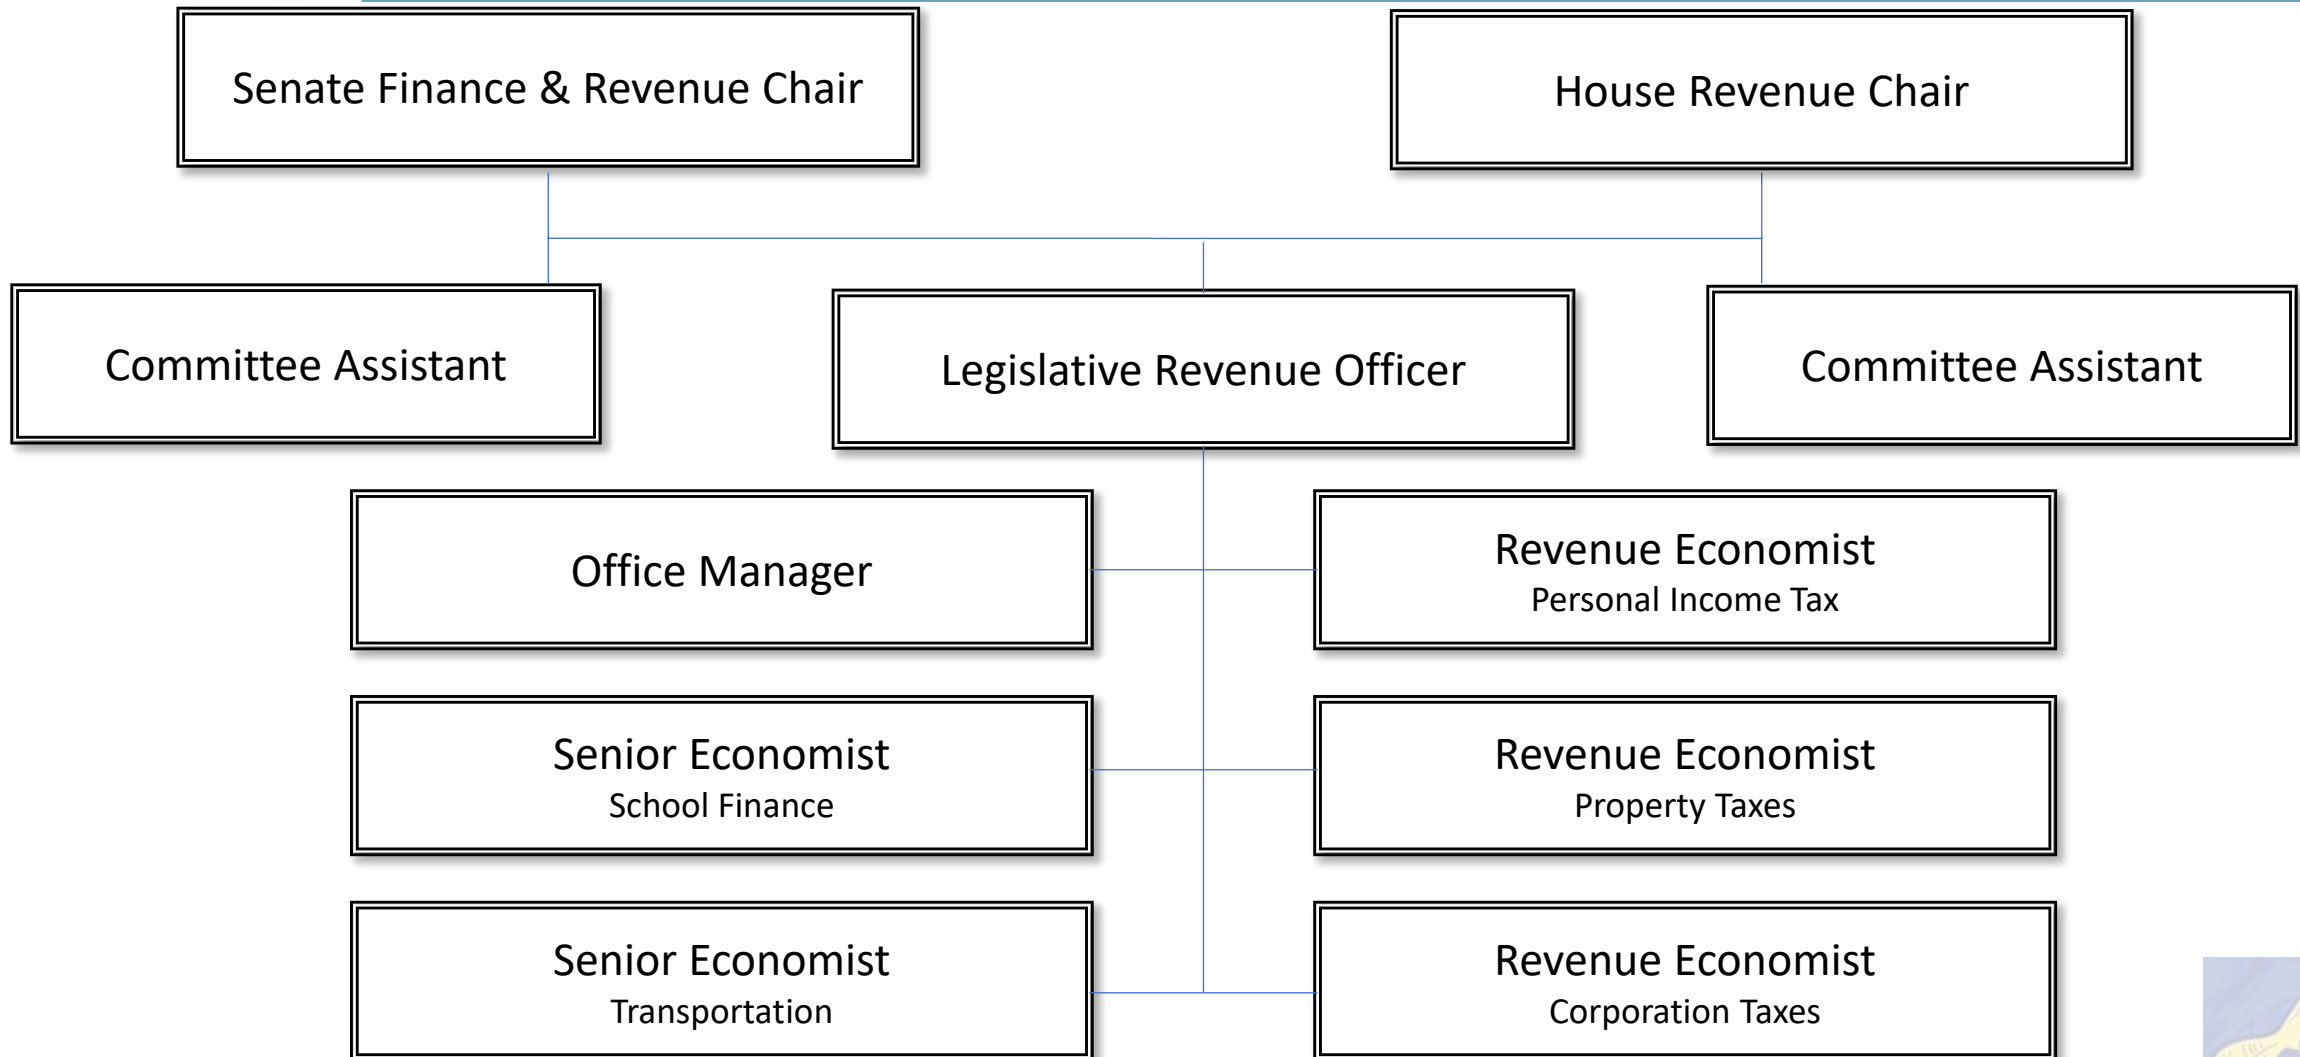 Senate Finance & Revenue Chair
House Revenue Chair
Committee Assistant
Legislative Revenue Officer
Committee Assistant
Office Manager
Revenue Economist
Personal Income Tax
Senior Economist
School Finance
Revenue Economist
Property Taxes
Senior Economist
Transportation
Revenue Economist
Corporation Taxes